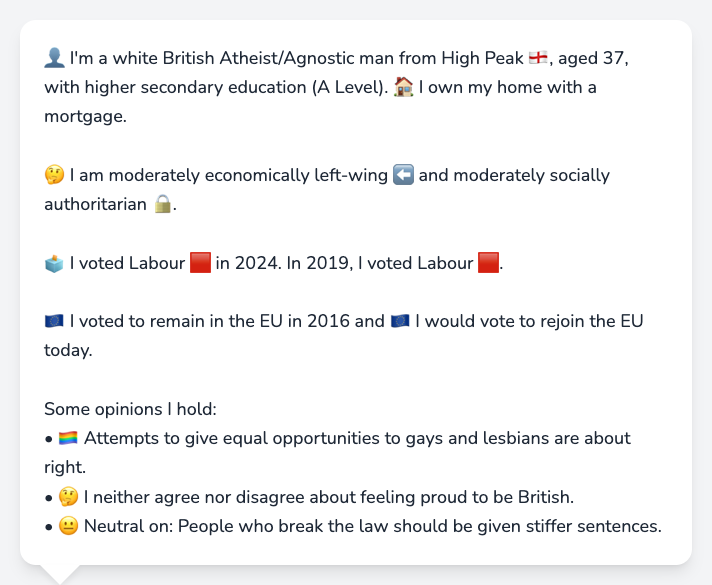 👤 I'm a white British Atheist/Agnostic man from High Peak 🏴󠁧󠁢󠁥󠁮󠁧󠁿, aged 37,
with higher secondary education (A Level). 🏠 I own my home with a
mortgage.
🤔 I am moderately economically left-wing ⬅️ and moderately socially
authoritarian 🔒.
🗳️ I voted Labour 🟥 in 2024. In 2019, I voted Labour 🟥.
🇪🇺 I voted to remain in the EU in 2016 and 🇪🇺 I would vote to rejoin the EU
today.
Some opinions I hold:
• 🏳️‍🌈 Attempts to give equal opportunities to gays and lesbians are about
right.
• 🤔 I neither agree nor disagree about feeling proud to be British.
• 😐 Neutral on: People who break the law should be given stiffer sentences.